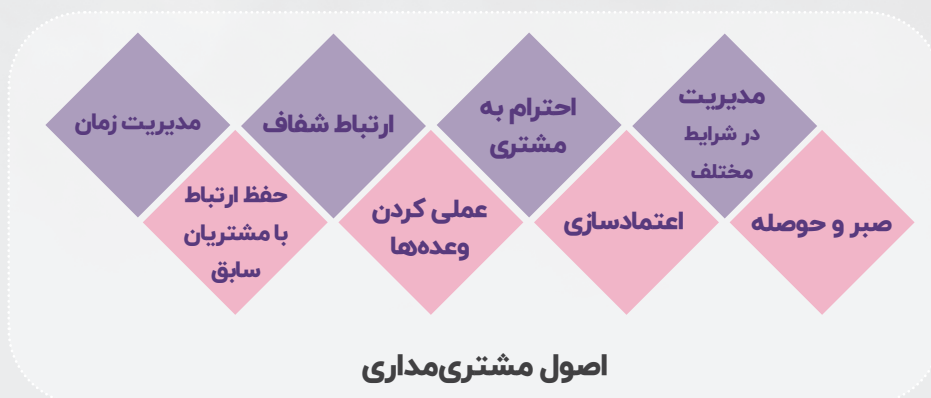 مدیریت
در شرایط
مختلف
احترام به
مشتری
ارتباط شفاف
مدیریت زمان
صبر و حوصله
اعتمادسازی
عملی کردن
وعده‌ها
حفظ ارتباط
با مشتریان
سابق
اصول مشتری‌مداری